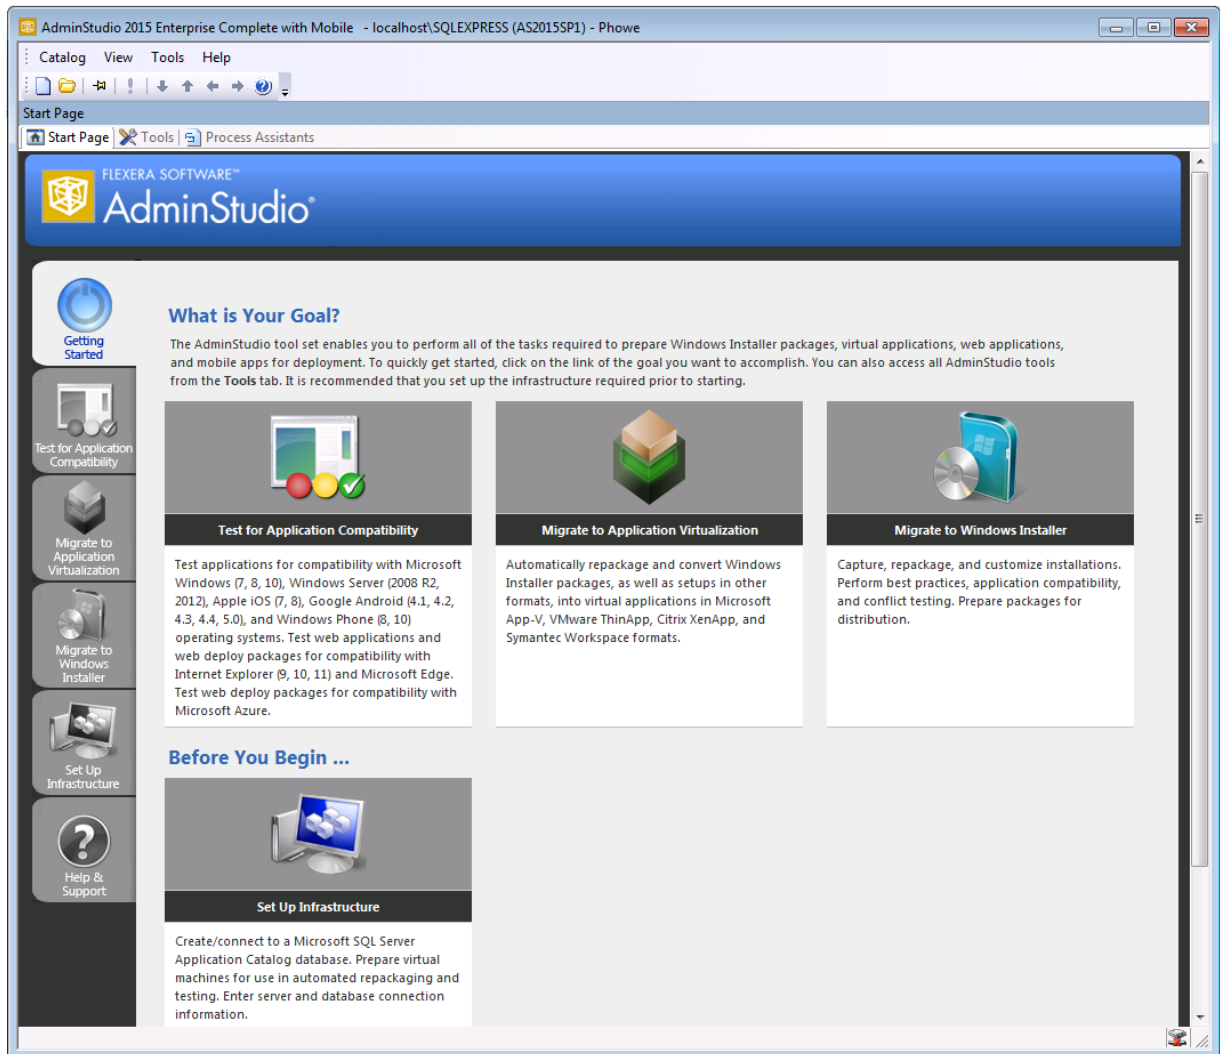 AdminStudio 2015 Enterprise Complete with Mobile - localhost\SQLEXPRESS (AS2015SP1) - Phowe
Catalog View Tools Help
Start Page
Start Page Tools Process Assistants
FLEXERA SOFTWARE™
AdminStudio®
Getting
Started
Test for Application
Compatibility
Migrate to
Application
Virtualization
Migrate to
Windows
Installer
Set Up
Infrastructure
Help &
Support
What is Your Goal?
The AdminStudio tool set enables you to perform all of the tasks required to prepare Windows Installer packages, virtual applications, web applications,
and mobile apps for deployment. To quickly get started, click on the link of the goal you want to accomplish. You can also access all AdminStudio tools
from the Tools tab. It is recommended that you set up the infrastructure required prior to starting.
Test for Application Compatibility
Test applications for compatibility with Microsoft
Windows (7, 8, 10), Windows Server (2008 R2,
2012), Apple iOS (7, 8), Google Android (4.1, 4.2,
4.3, 4.4, 5.0), and Windows Phone (8, 10)
operating systems. Test web applications and
web deploy packages for compatibility with
Internet Explorer (9, 10, 11) and Microsoft Edge.
Test web deploy packages for compatibility with
Microsoft Azure.
Migrate to Application Virtualization
Automatically repackage and convert Windows
Installer packages, as well as setups in other
formats, into virtual applications in Microsoft
App-V, VMware ThinApp, Citrix XenApp, and
Symantec Workspace formats.
Migrate to Windows Installer
Capture, repackage, and customize installations.
Perform best practices, application compatibility,
and conflict testing. Prepare packages for
distribution.
Before You Begin ...
Set Up Infrastructure
Create/connect to a Microsoft SQL Server
Application Catalog database. Prepare virtual
machines for use in automated repackaging and
testing. Enter server and database connection
information.